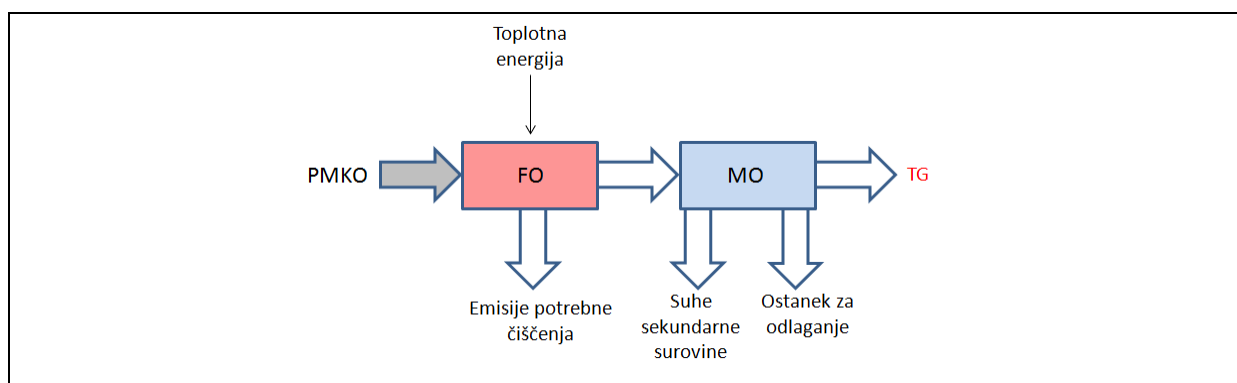 Toplotna
energija
PMKO
FO
MO
TG
Emisije potrebne
čiščenja
Suhe
sekundarne
surovine
Ostanek za
odlaganje